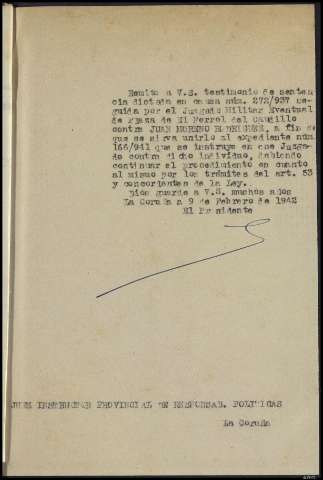 Remito a V.S. testimonio de senten
cia dictada en causa núm. 272/937 se-
guida por el Juzgado Militar Eventual
de Plaza de El Ferrol del Caudillo
contra JUAN MORENO RODRIGUEZ, a fin de
que se sirva unirlo al expediente núm.
166/941 que se instruye en ese Juzga-
do contra dicho individuo, debiendo
continuar el procedimiento en cuanto
al mismo por los trámites del art. 53
y concordantes de la Ley.
Dios guarde a V.S. muchos años
La Coruña a 9 de Febrero de 1942
El Presidente
JUEZ INSTRUCTOR PROVINCIAL DE RESPONSAB. POLITICAS
La Coruña